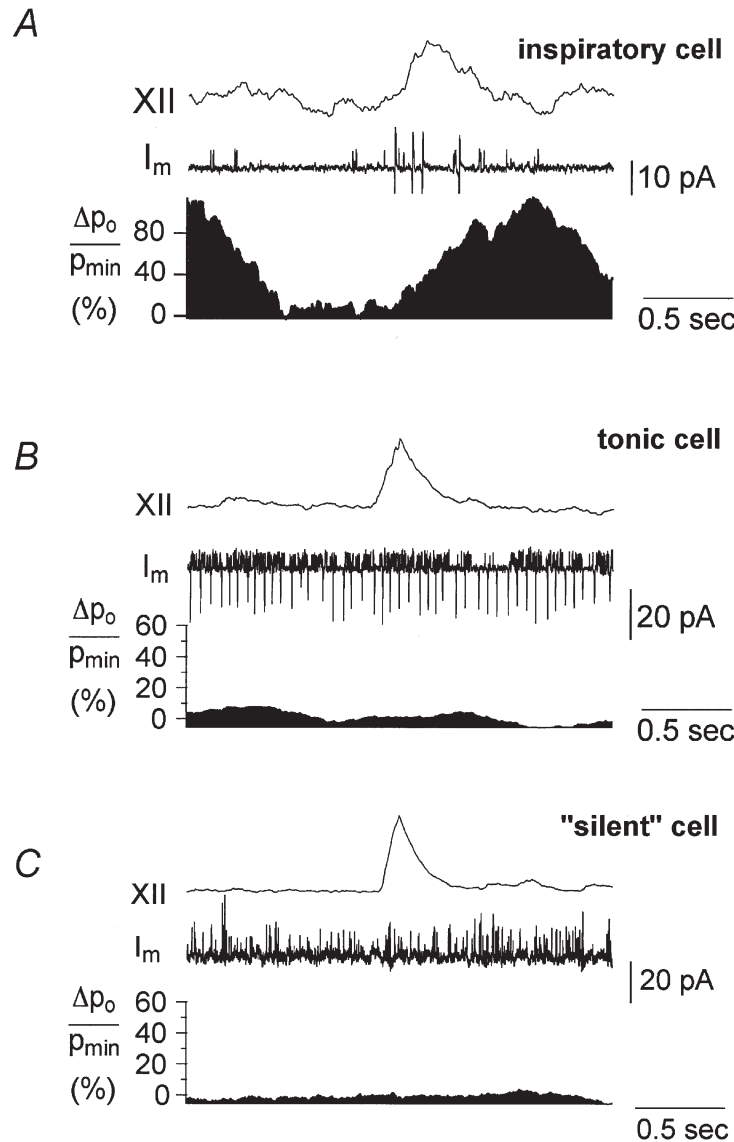 A
inspiratory cell
XII
Im
10 pA
Δpo
pmin
(%)
80
40
0
0.5 sec
B
tonic cell
XII
Im
20 pA
Δpo
pmin
(%)
60
40
20
0
0.5 sec
C
"silent" cell
XII
Im
20 pA
Δpo
pmin
(%)
60
40
20
0
0.5 sec